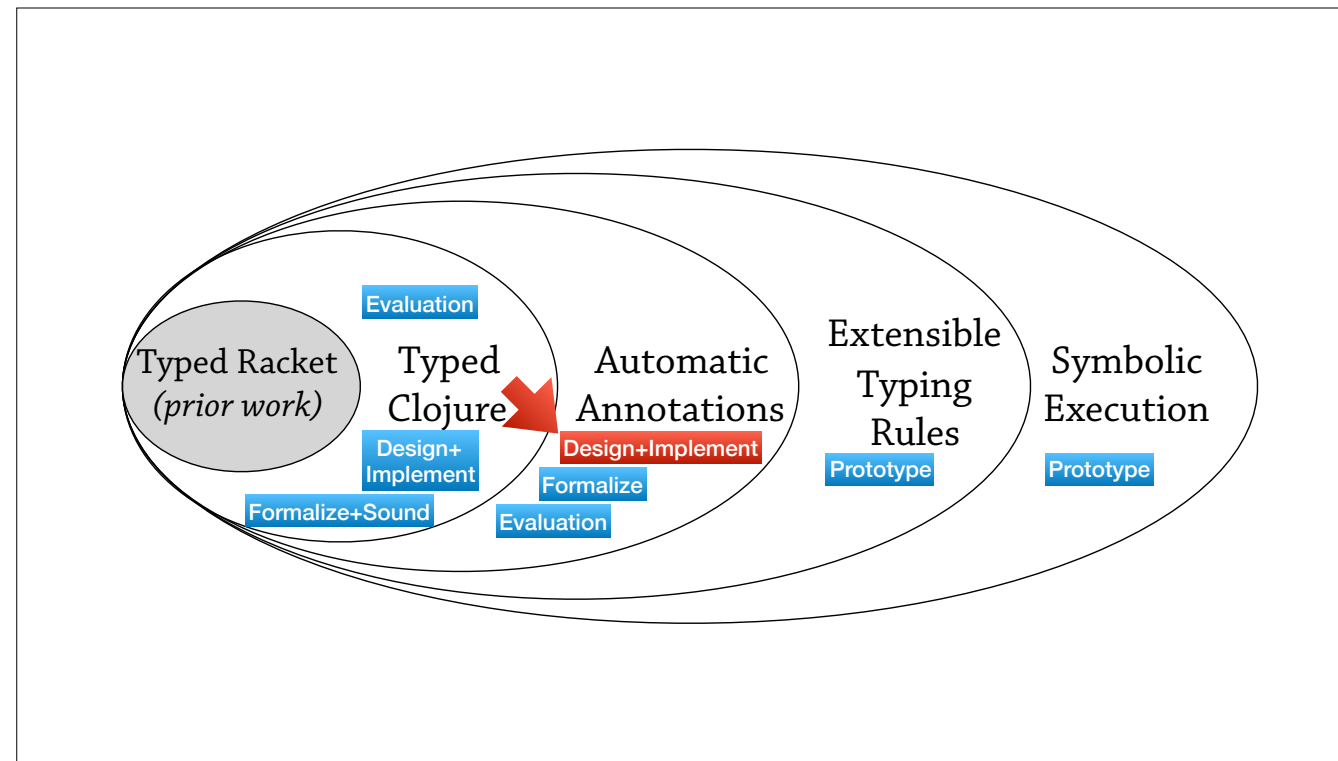 Typed Racket
(prior work)
Evaluation
Typed
Clojure
Design+
Implement
Formalize+Sound
Automatic
Annotations
Design+Implement
Formalize
Evaluation
Extensible
Typing
Rules
Prototype
Symbolic
Execution
Prototype